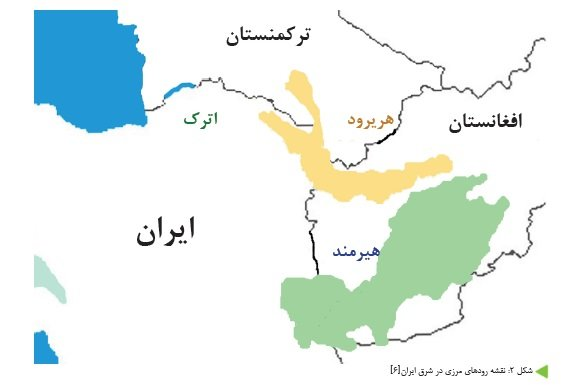 ترکمنستان
اترک
هریرود
افغانستان
ایران
هیرمند
شکل ۲: نقشه رودهای مرزی در شرق ایران[۶]